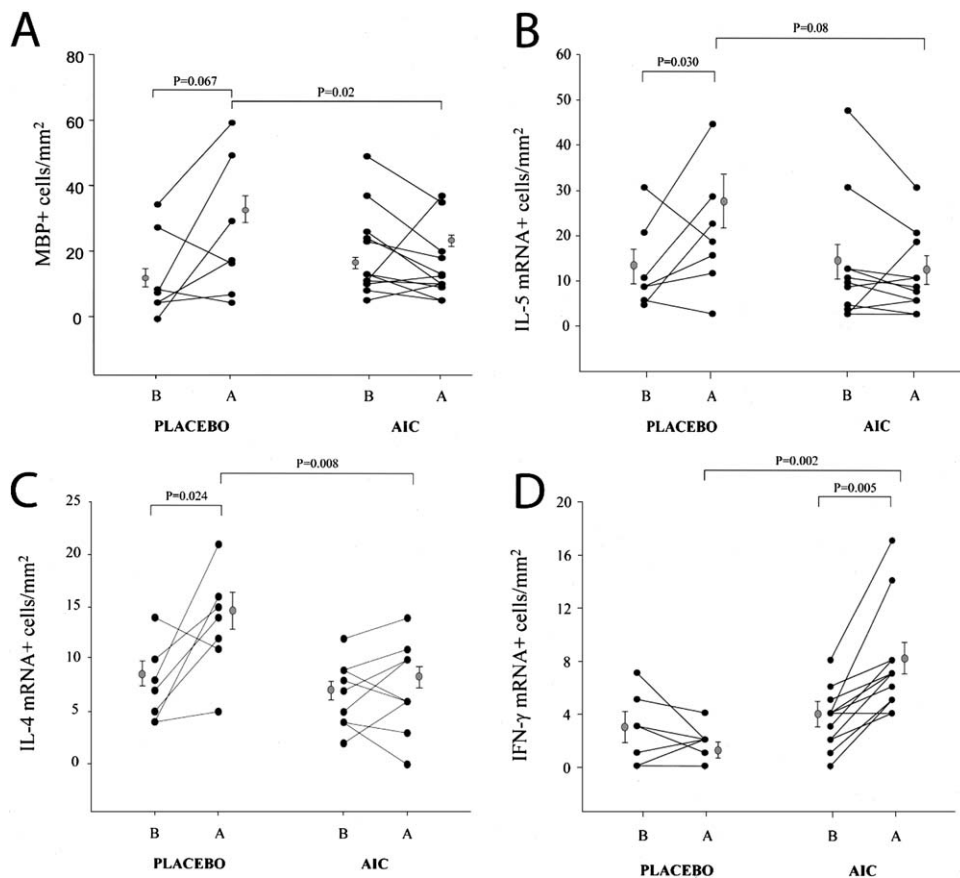 A
MBP+ cells/mm²
80
60
40
20
0
P=0.067
P=0.02
B A B A
PLACEBO AIC
B
IL-5 mRNA+ cells/mm²
60
50
40
30
20
10
0
P=0.08
P=0.030
B A B A
PLACEBO AIC
C
IL-4 mRNA+ cells/mm²
25
20
15
10
5
0
P=0.008
P=0.024
B A B A
PLACEBO AIC
D
IFN-γ mRNA+ cells/mm²
20
16
12
8
4
0
P=0.002
P=0.005
B A B A
PLACEBO AIC